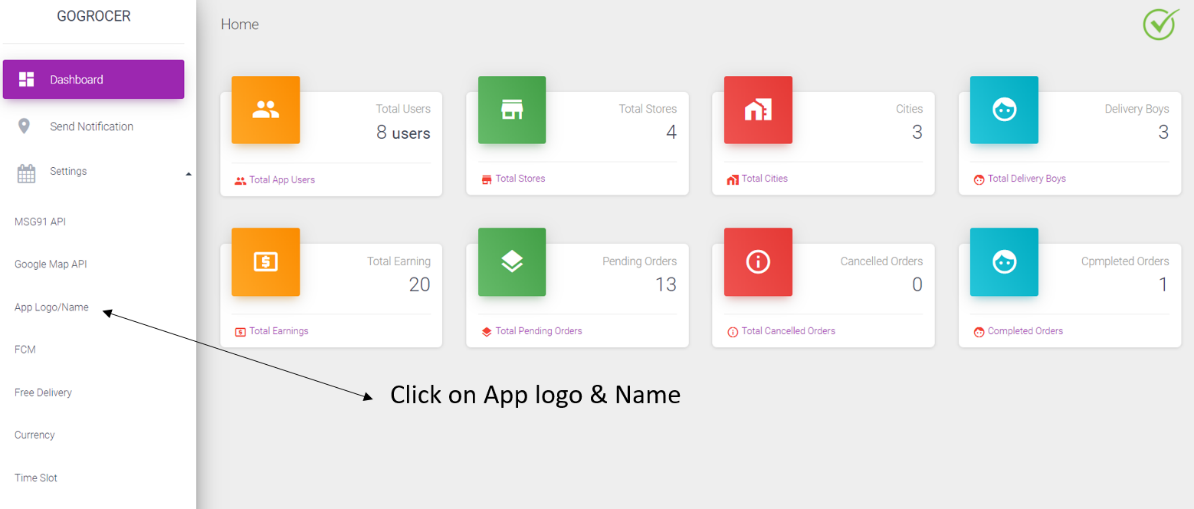 GOGROCER
Home
Dashboard
Send Notification
Settings
MSG91 API
Google Map API
App Logo/Name
FCM
Free Delivery
Currency
Time Slot
Total Users
8 users
Total App Users
Total Stores
4
Total Stores
Cities
3
Total Cities
Delivery Boys
3
Total Delivery Boys
Total Earning
20
Total Earnings
Pending Orders
13
Total Pending Orders
Cancelled Orders
0
Total Cancelled Orders
Cpmpleted Orders
1
Completed Orders
Click on App logo & Name